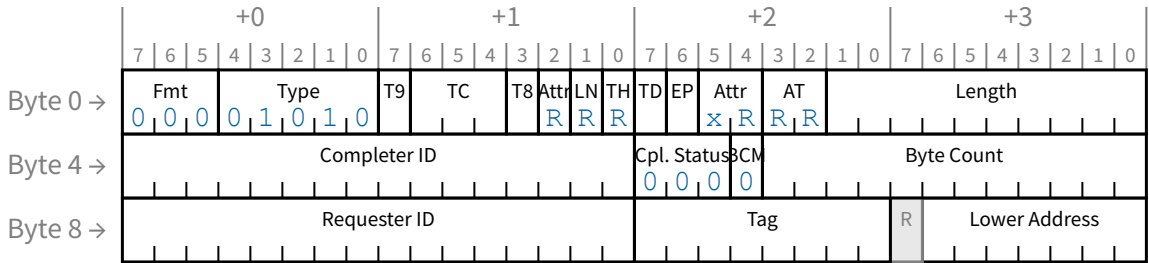 +0 +1 +2 +3
7 6 5 4 3 2 1 0 7 6 5 4 3 2 1 0 7 6 5 4 3 2 1 0 7 6 5 4 3 2 1 0
Byte 0 → Fmt Type T9 TC T8 Attr LN TH TD EP Attr AT Length
0 0 0 0 1 0 1 0 R R R x R R R
Byte 4 → Completer ID Cpl. Status BCM Byte Count
0 0 0 0
Byte 8 → Requester ID Tag R Lower Address